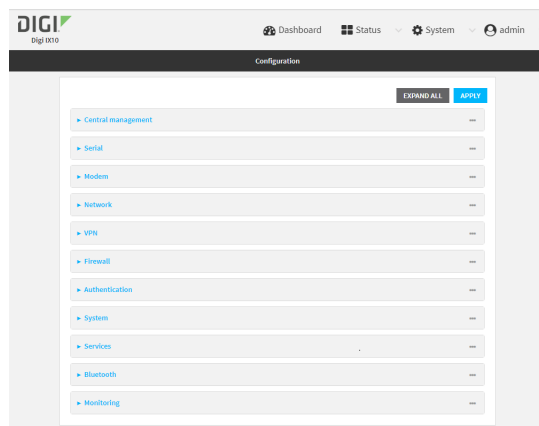 DIGI
Digi IX10
Dashboard Status System admin
Configuration
EXPAND ALL APPLY
Central management
Serial
Modem
Network
VPN
Firewall
Authentication
System
Services
Bluetooth
Monitoring